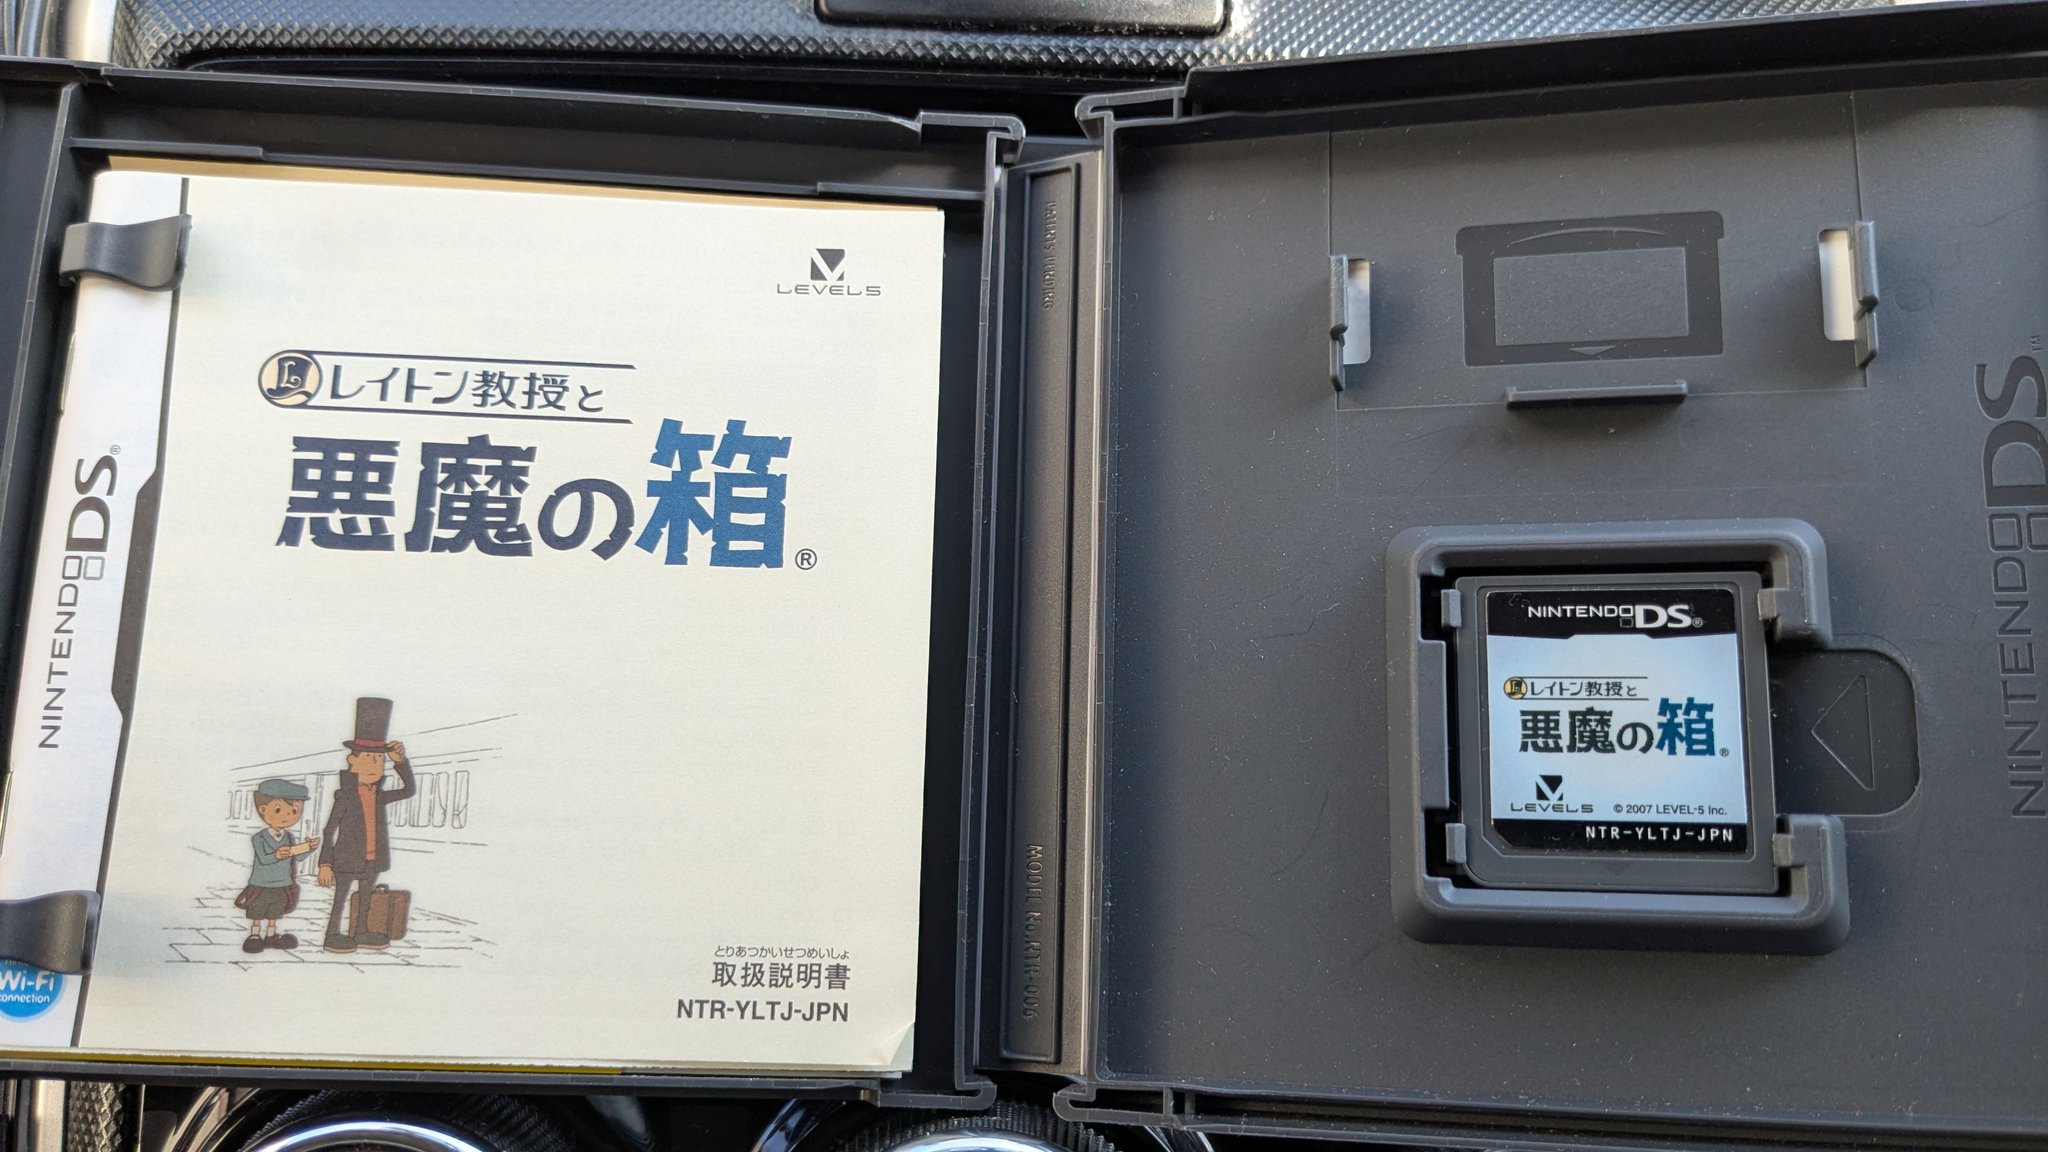 LEVEL5
レイトン教授と
悪魔の箱®
とりあつかいせつめいしょ
取扱説明書
NTR-YLTJ-JPN
NINTENDO DS®
Wi-Fi
connection
PATENTS PENDING
MODEL No.NTR-006
NINTENDO DS™
NINTENDO DS®
レイトン教授と
悪魔の箱®
LEVEL5 © 2007 LEVEL-5 Inc.
NTR-YLTJ-JPN